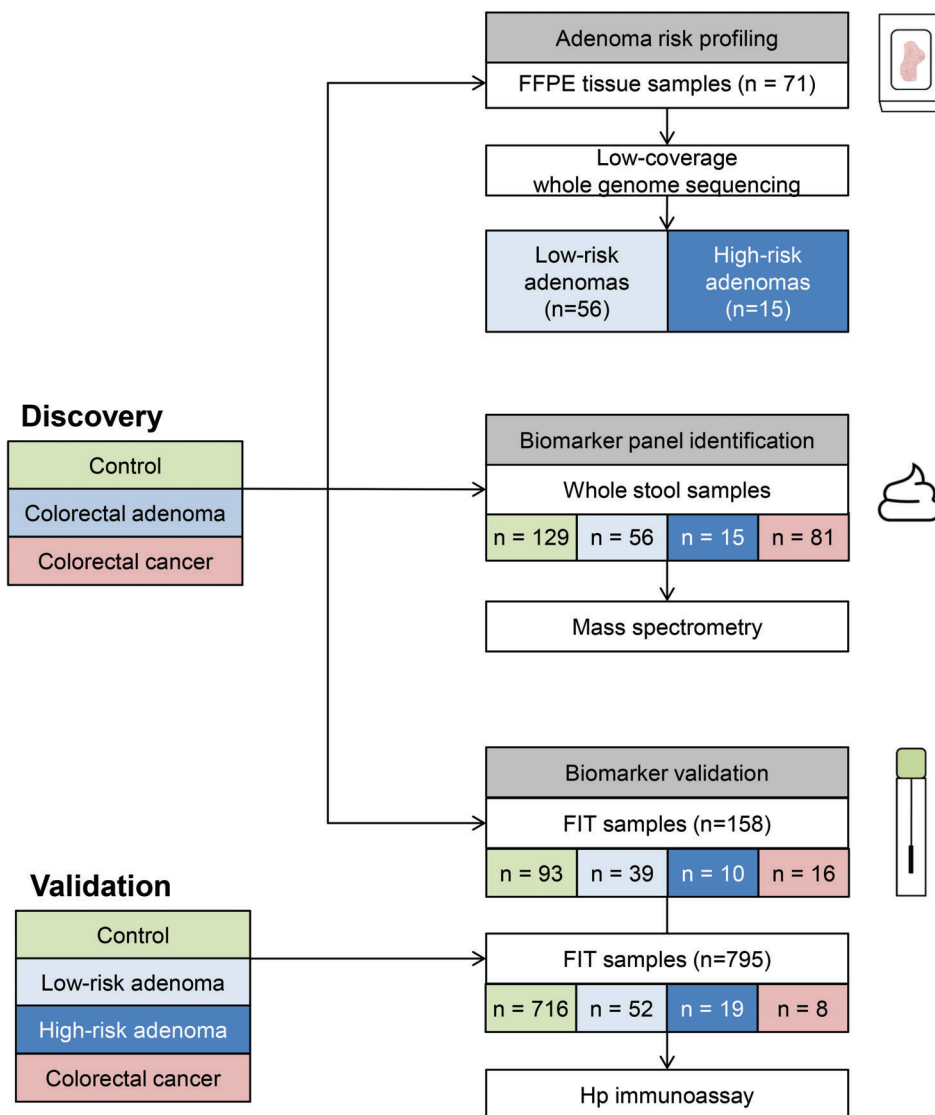 Adenoma risk profiling
FFPE tissue samples (n = 71)
Low-coverage
whole genome sequencing
Low-risk
adenomas
(n=56)
High-risk
adenomas
(n=15)
Discovery
Control
Colorectal adenoma
Colorectal cancer
Biomarker panel identification
Whole stool samples
n = 129 n = 56 n = 15 n = 81
Mass spectrometry
Biomarker validation
FIT samples (n=158)
n = 93 n = 39 n = 10 n = 16
Validation
Control
Low-risk adenoma
High-risk adenoma
Colorectal cancer
FIT samples (n=795)
n = 716 n = 52 n = 19 n = 8
Hp immunoassay